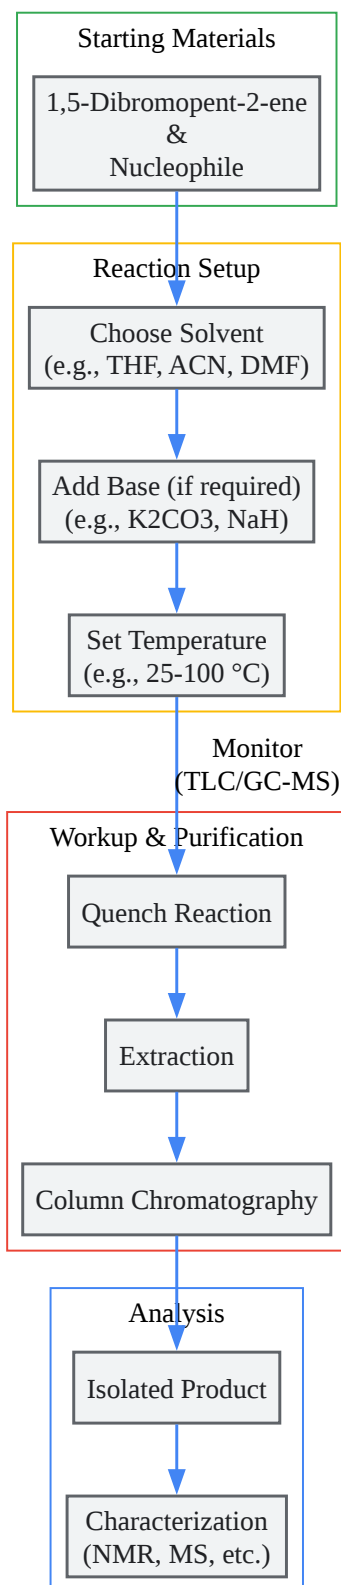 Starting Materials
1,5-Dibromopent-2-ene
&
Nucleophile
Reaction Setup
Choose Solvent
(e.g., THF, ACN, DMF)
Add Base (if required)
(e.g., K2CO3, NaH)
Set Temperature
(e.g., 25-100 °C)
Monitor
(TLC/GC-MS)
Workup & Purification
Quench Reaction
Extraction
Column Chromatography
Analysis
Isolated Product
Characterization
(NMR, MS, etc.)